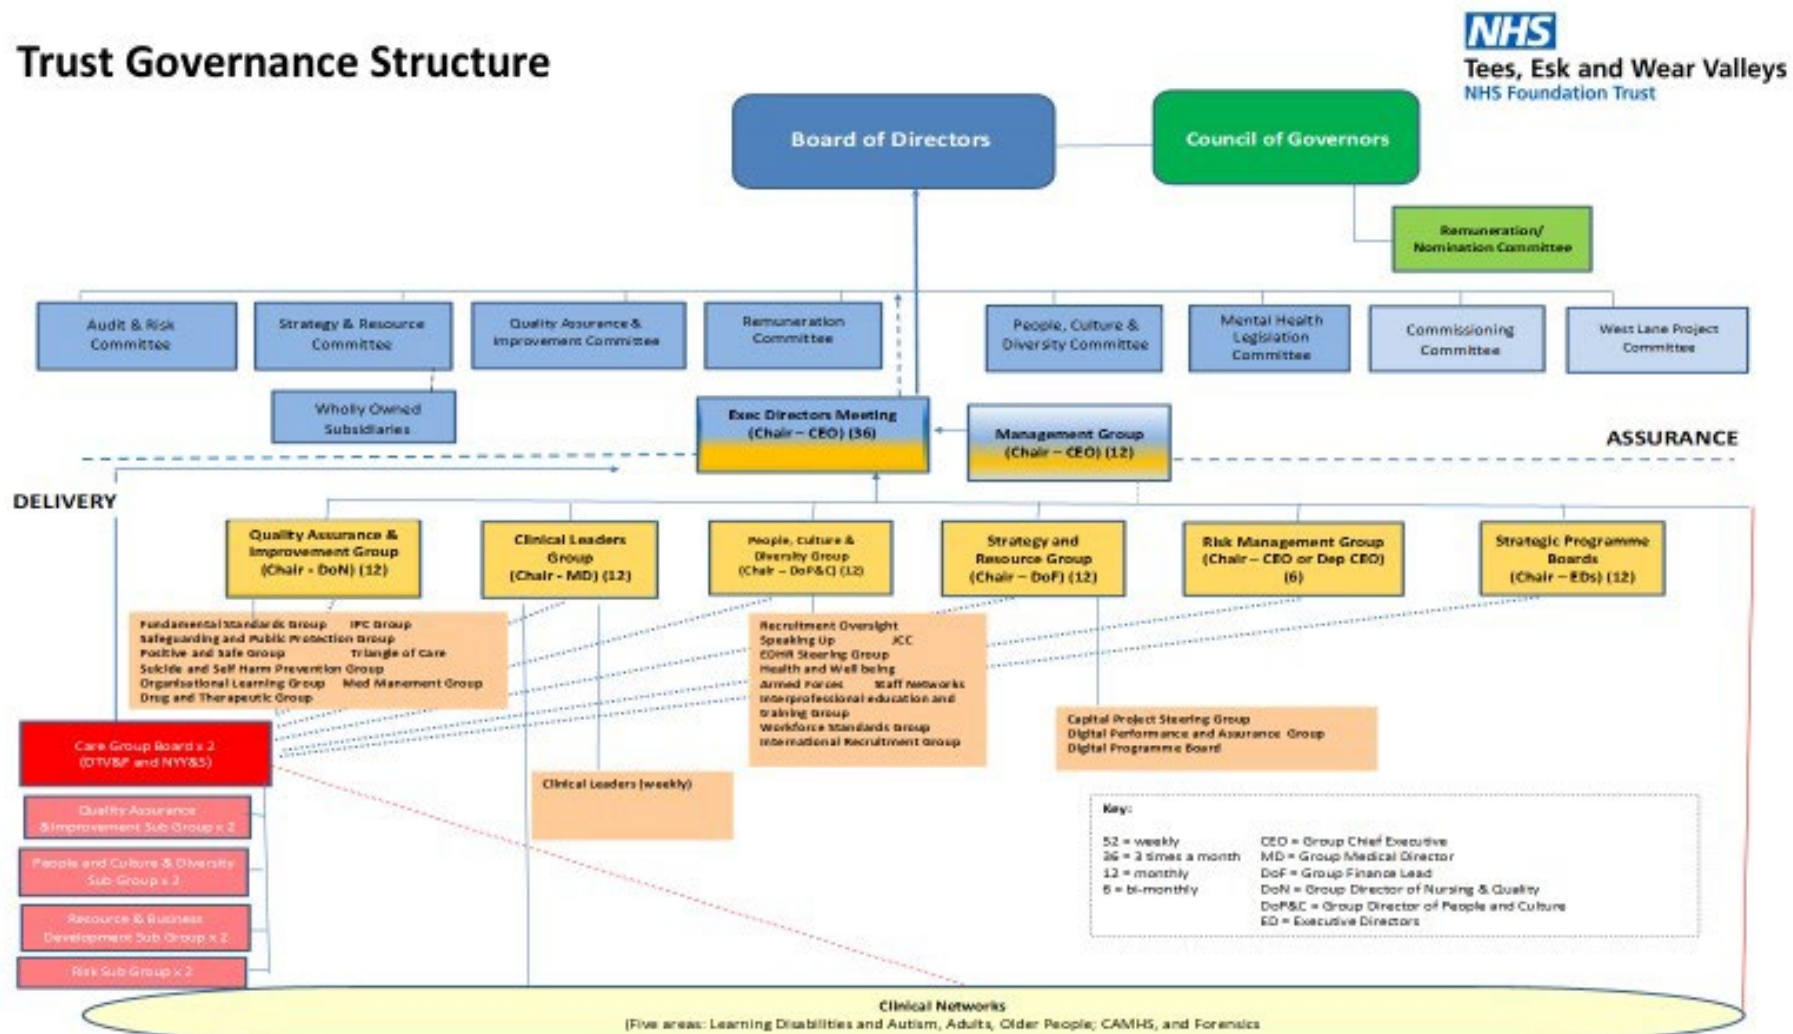 Trust Governance Structure
NHS
Tees, Esk and Wear Valleys
NHS Foundation Trust
Board of Directors
Council of Governors
Remuneration/
Nomination Committee
Audit & Risk
Committee
Strategy & Resource
Committee
Quality Assurance &
Improvement Committee
Remuneration
Committee
People, Culture &
Diversity Committee
Mental Health
Legislation
Committee
Commissioning
Committee
West Lane Project
Committee
Wholly Owned
Subsidiaries
Exec Directors Meeting
(Chair – CEO) (36)
Management Group
(Chair – CEO) (12)
ASSURANCE
DELIVERY
Quality Assurance &
Improvement Group
(Chair - DoN) (12)
Clinical Leaders
Group
(Chair - MD) (12)
People, Culture &
Diversity Group
(Chair – DoP&C) (12)
Strategy and
Resource Group
(Chair – DoF) (12)
Risk Management Group
(Chair – CEO or Dep CEO)
(6)
Strategic Programme
Boards
(Chair – EDs) (12)
Fundamental Standards Group IPC Group
Safeguarding and Public Protection Group
Positive and Safe Group Triangle of Care
Suicide and Self Harm Prevention Group
Organisational Learning Group Med Manement Group
Drug and Therapeutic Group
Recruitment Oversight
Speaking Up JCC
EDHR Steering Group
Health and Well being
Armed Forces Staff Networks
Interprofessional education and
training Group
Workforce Standards Group
International Recruitment Group
Capital Project Steering Group
Digital Performance and Assurance Group
Digital Programme Board
Clinical Leaders (weekly)
Care Group Board x 2
(DTV&F and NYY&S)
Quality Assurance
&Improvement Sub Group x 2
People and Culture & Diversity
Sub Group x 2
Resource & Business
Development Sub Group x 2
Risk Sub Group x 2
Key:
52 = weekly
36 = 3 times a month
12 = monthly
6 = bi-monthly
CEO = Group Chief Executive
MD = Group Medical Director
DoF = Group Finance Lead
DoN = Group Director of Nursing & Quality
DoP&C = Group Director of People and Culture
ED = Executive Directors
Clinical Networks
(Five areas: Learning Disabilities and Autism, Adults, Older People; CAMHS, and Forensics